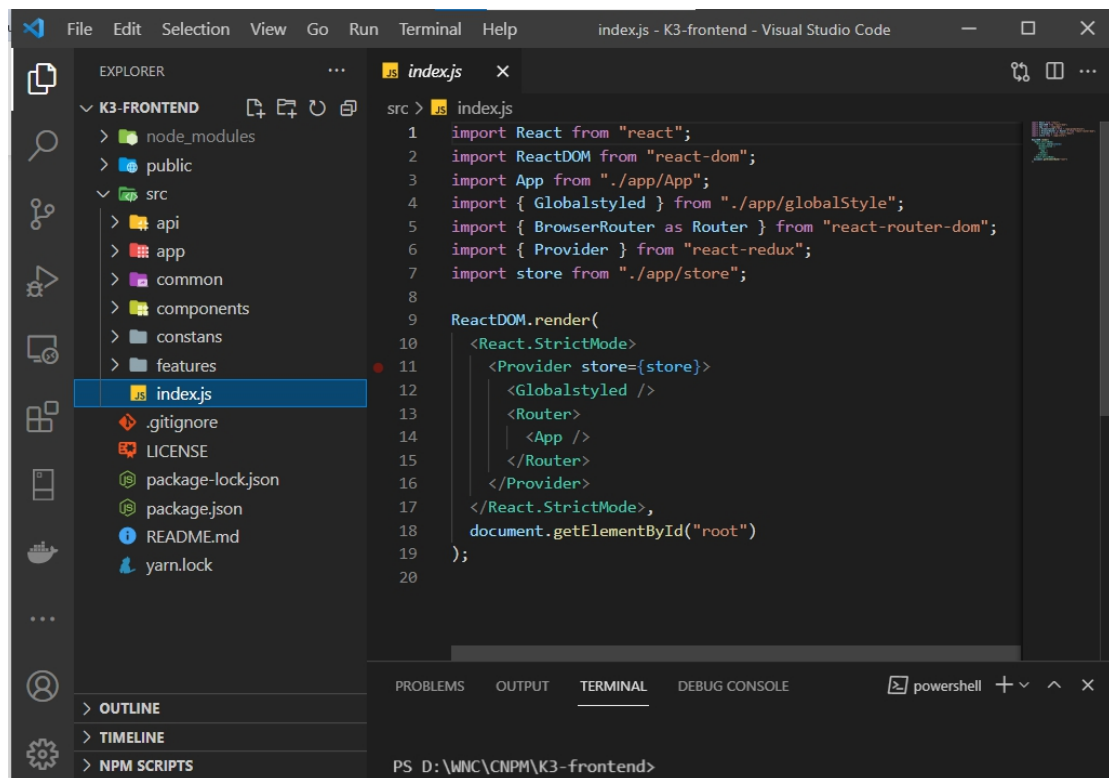 File Edit Selection View Go Run Terminal Help index.js - K3-frontend - Visual Studio Code
EXPLORER
K3-FRONTEND
node_modules
public
src
api
app
common
components
constans
features
index.js
.gitignore
LICENSE
package-lock.json
package.json
README.md
yarn.lock
OUTLINE
TIMELINE
NPM SCRIPTS
JS index.js
src > JS index.js
1 import React from "react";
2 import ReactDOM from "react-dom";
3 import App from "./app/App";
4 import { Globalstyled } from "./app/globalStyle";
5 import { BrowserRouter as Router } from "react-router-dom";
6 import { Provider } from "react-redux";
7 import store from "./app/store";
8
9 ReactDOM.render(
10 <React.StrictMode>
11 <Provider store={store}>
12 <Globalstyled />
13 <Router>
14 <App />
15 </Router>
16 </Provider>
17 </React.StrictMode>,
18 document.getElementById("root")
19 );
20
PROBLEMS OUTPUT TERMINAL DEBUG CONSOLE powershell
PS D:\WNC\CNPM\K3-frontend>